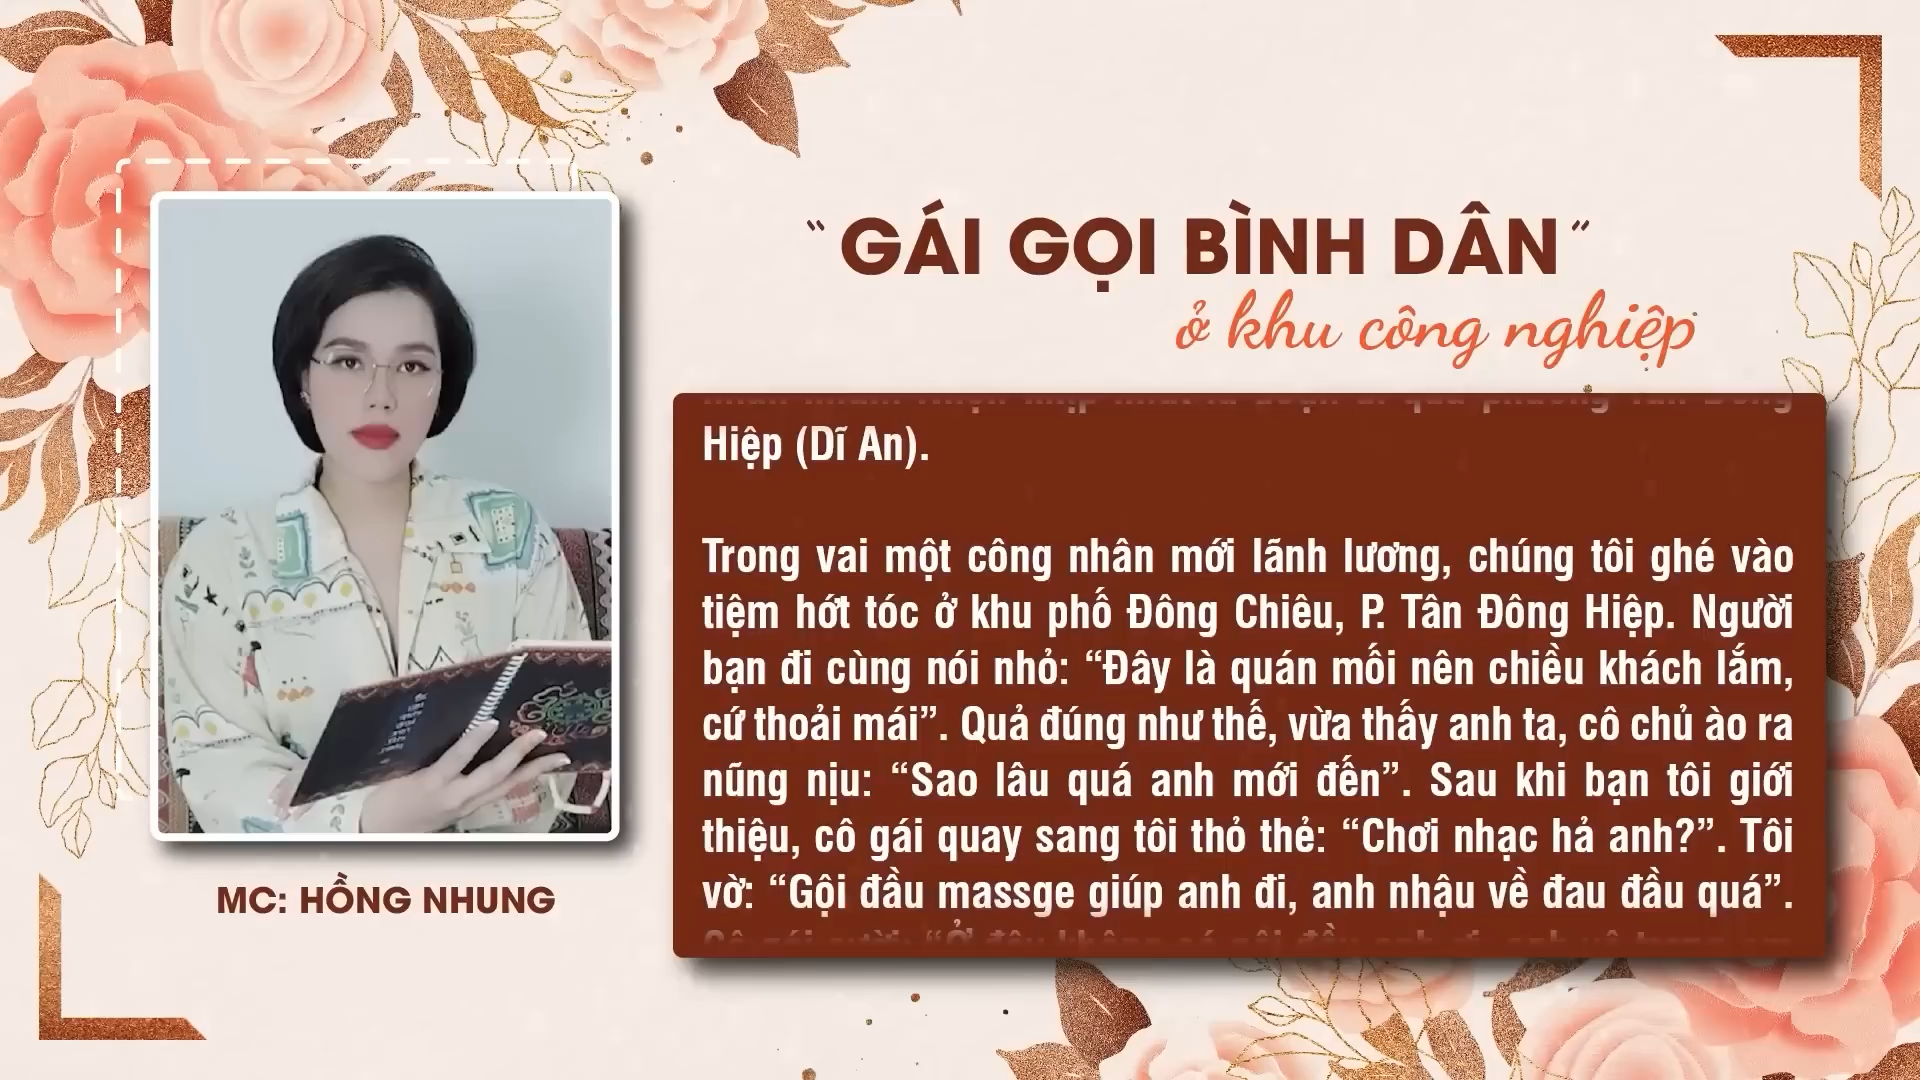 “GÁI GỌI BÌNH DÂN”
ở khu công nghiệp
Hiệp (Dĩ An).
Trong vai một công nhân mới lãnh lương, chúng tôi ghé vào
tiệm hớt tóc ở khu phố Đông Chiêu, P. Tân Đông Hiệp. Người
bạn đi cùng nói nhỏ: “Đây là quán mối nên chiều khách lắm,
cứ thoải mái”. Quả đúng như thế, vừa thấy anh ta, cô chủ ào ra
nũng nịu: “Sao lâu quá anh mới đến”. Sau khi bạn tôi giới
thiệu, cô gái quay sang tôi thỏ thẻ: “Chơi nhạc hả anh?”. Tôi
vờ: “Gội đầu massge giúp anh đi, anh nhậu về đau đầu quá”.
MC: HỒNG NHUNG